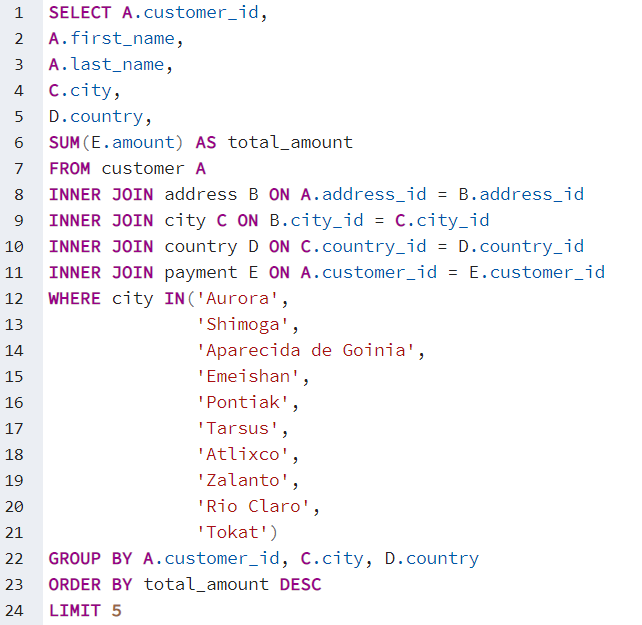 1 SELECT A.customer_id,
2 A.first_name,
3 A.last_name,
4 C.city,
5 D.country,
6 SUM(E.amount) AS total_amount
7 FROM customer A
8 INNER JOIN address B ON A.address_id = B.address_id
9 INNER JOIN city C ON B.city_id = C.city_id
10 INNER JOIN country D ON C.country_id = D.country_id
11 INNER JOIN payment E ON A.customer_id = E.customer_id
12 WHERE city IN('Aurora',
13 'Shimoga',
14 'Aparecida de Goinia',
15 'Emeishan',
16 'Pontiak',
17 'Tarsus',
18 'Atlixco',
19 'Zalanto',
20 'Rio Claro',
21 'Tokat')
22 GROUP BY A.customer_id, C.city, D.country
23 ORDER BY total_amount DESC
24 LIMIT 5